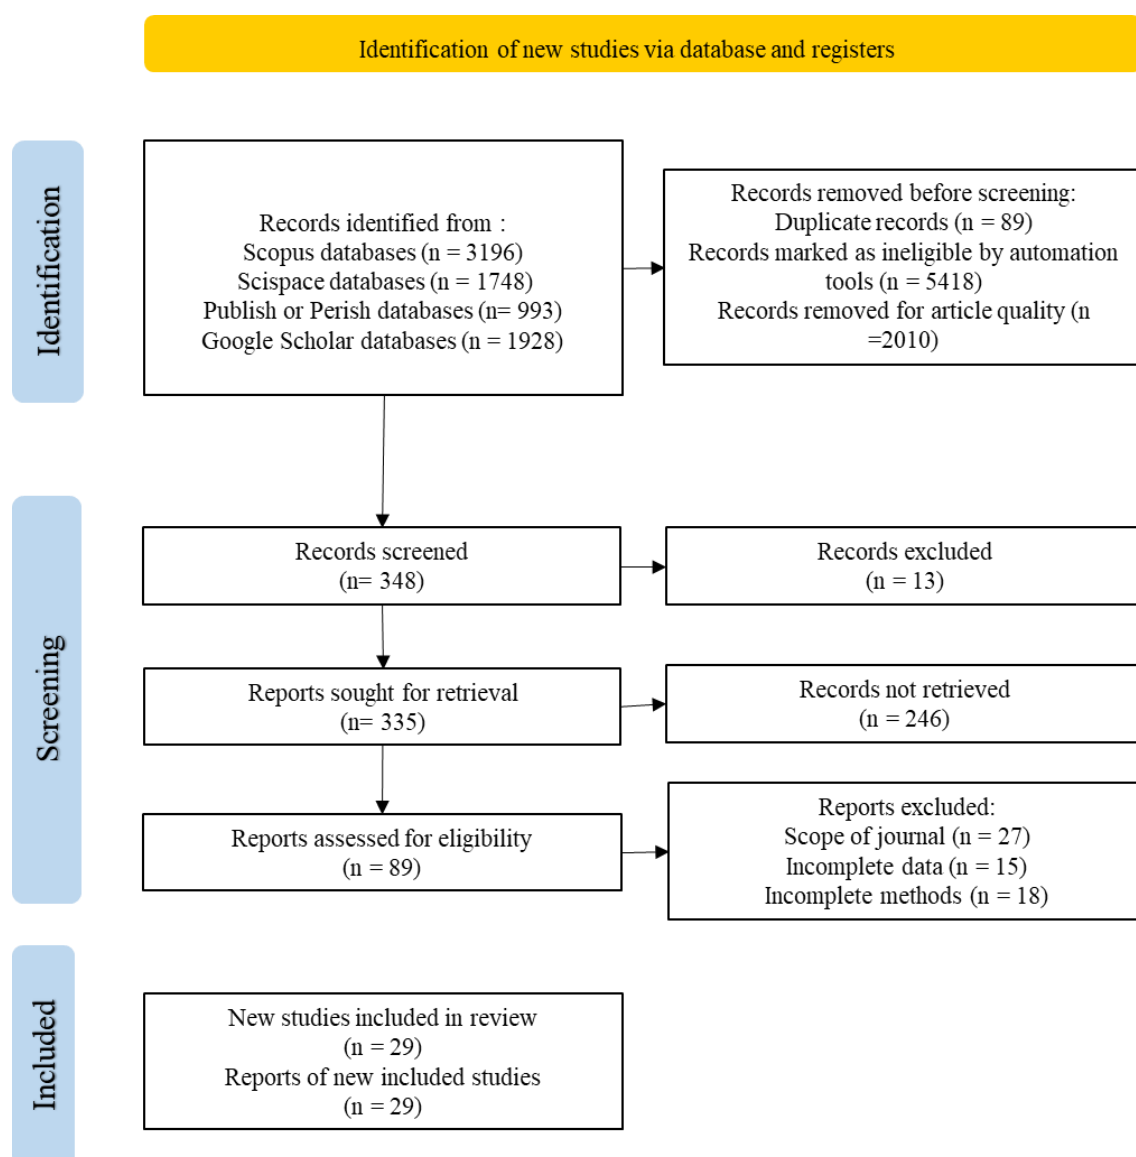 Identification of new studies via database and registers
Identification
Records identified from :
Scopus databases (n = 3196)
Scispace databases (n = 1748)
Publish or Perish databases (n= 993)
Google Scholar databases (n = 1928)
Records removed before screening:
Duplicate records (n = 89)
Records marked as ineligible by automation
tools (n = 5418)
Records removed for article quality (n
=2010)
Screening
Records screened
(n= 348)
Records excluded
(n = 13)
Reports sought for retrieval
(n= 335)
Records not retrieved
(n = 246)
Reports assessed for eligibility
(n = 89)
Reports excluded:
Scope of journal (n = 27)
Incomplete data (n = 15)
Incomplete methods (n = 18)
Included
New studies included in review
(n = 29)
Reports of new included studies
(n = 29)